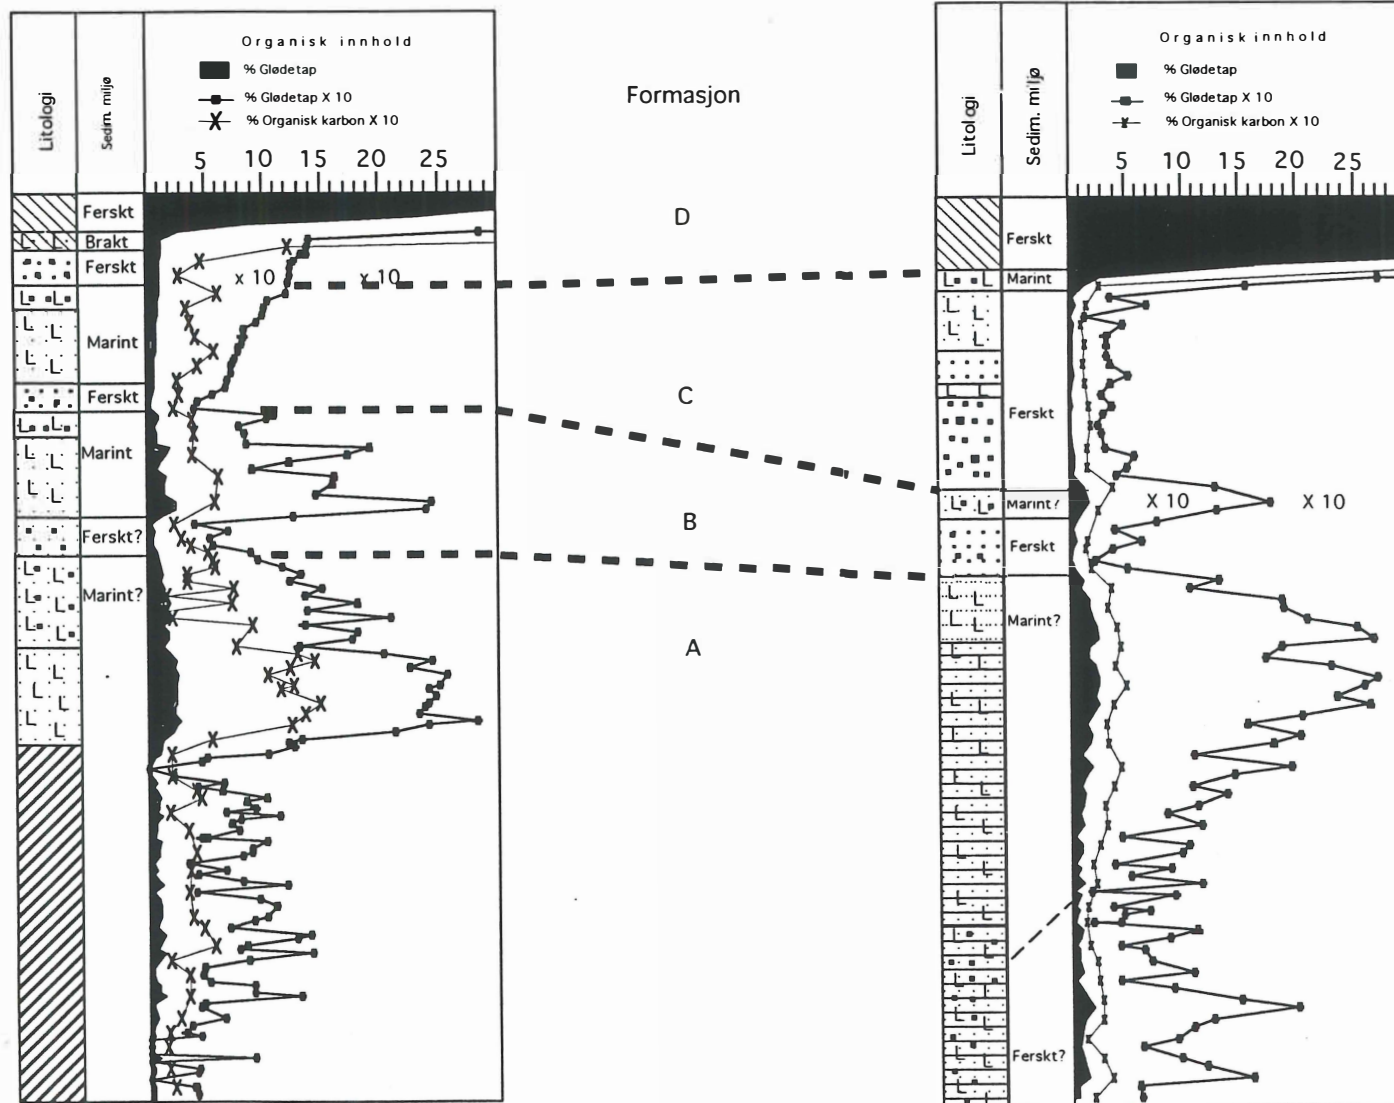 Organisk innhold
% Glødetap
% Glødetap X 10
% Organisk karbon X 10
Litologi
Sedim. miljø
5 10 15 20 25
Ferskt
Brakt
Ferskt
x 10 x 10
Marint
Ferskt
Marint
Ferskt?
Marint?
Formasjon
D
C
B
A
Organisk innhold
% Glødetap
% Glødetap X 10
% Organisk karbon X 10
Litologi
Sedim. miljø
5 10 15 20 25
Ferskt
Marint
Ferskt
Marint?
X 10 X 10
Ferskt
Marint?
Ferskt?